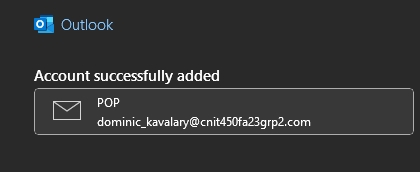 Outlook
Account successfully added
POP
dominic_kavalary@cnit450fa23grp2.com